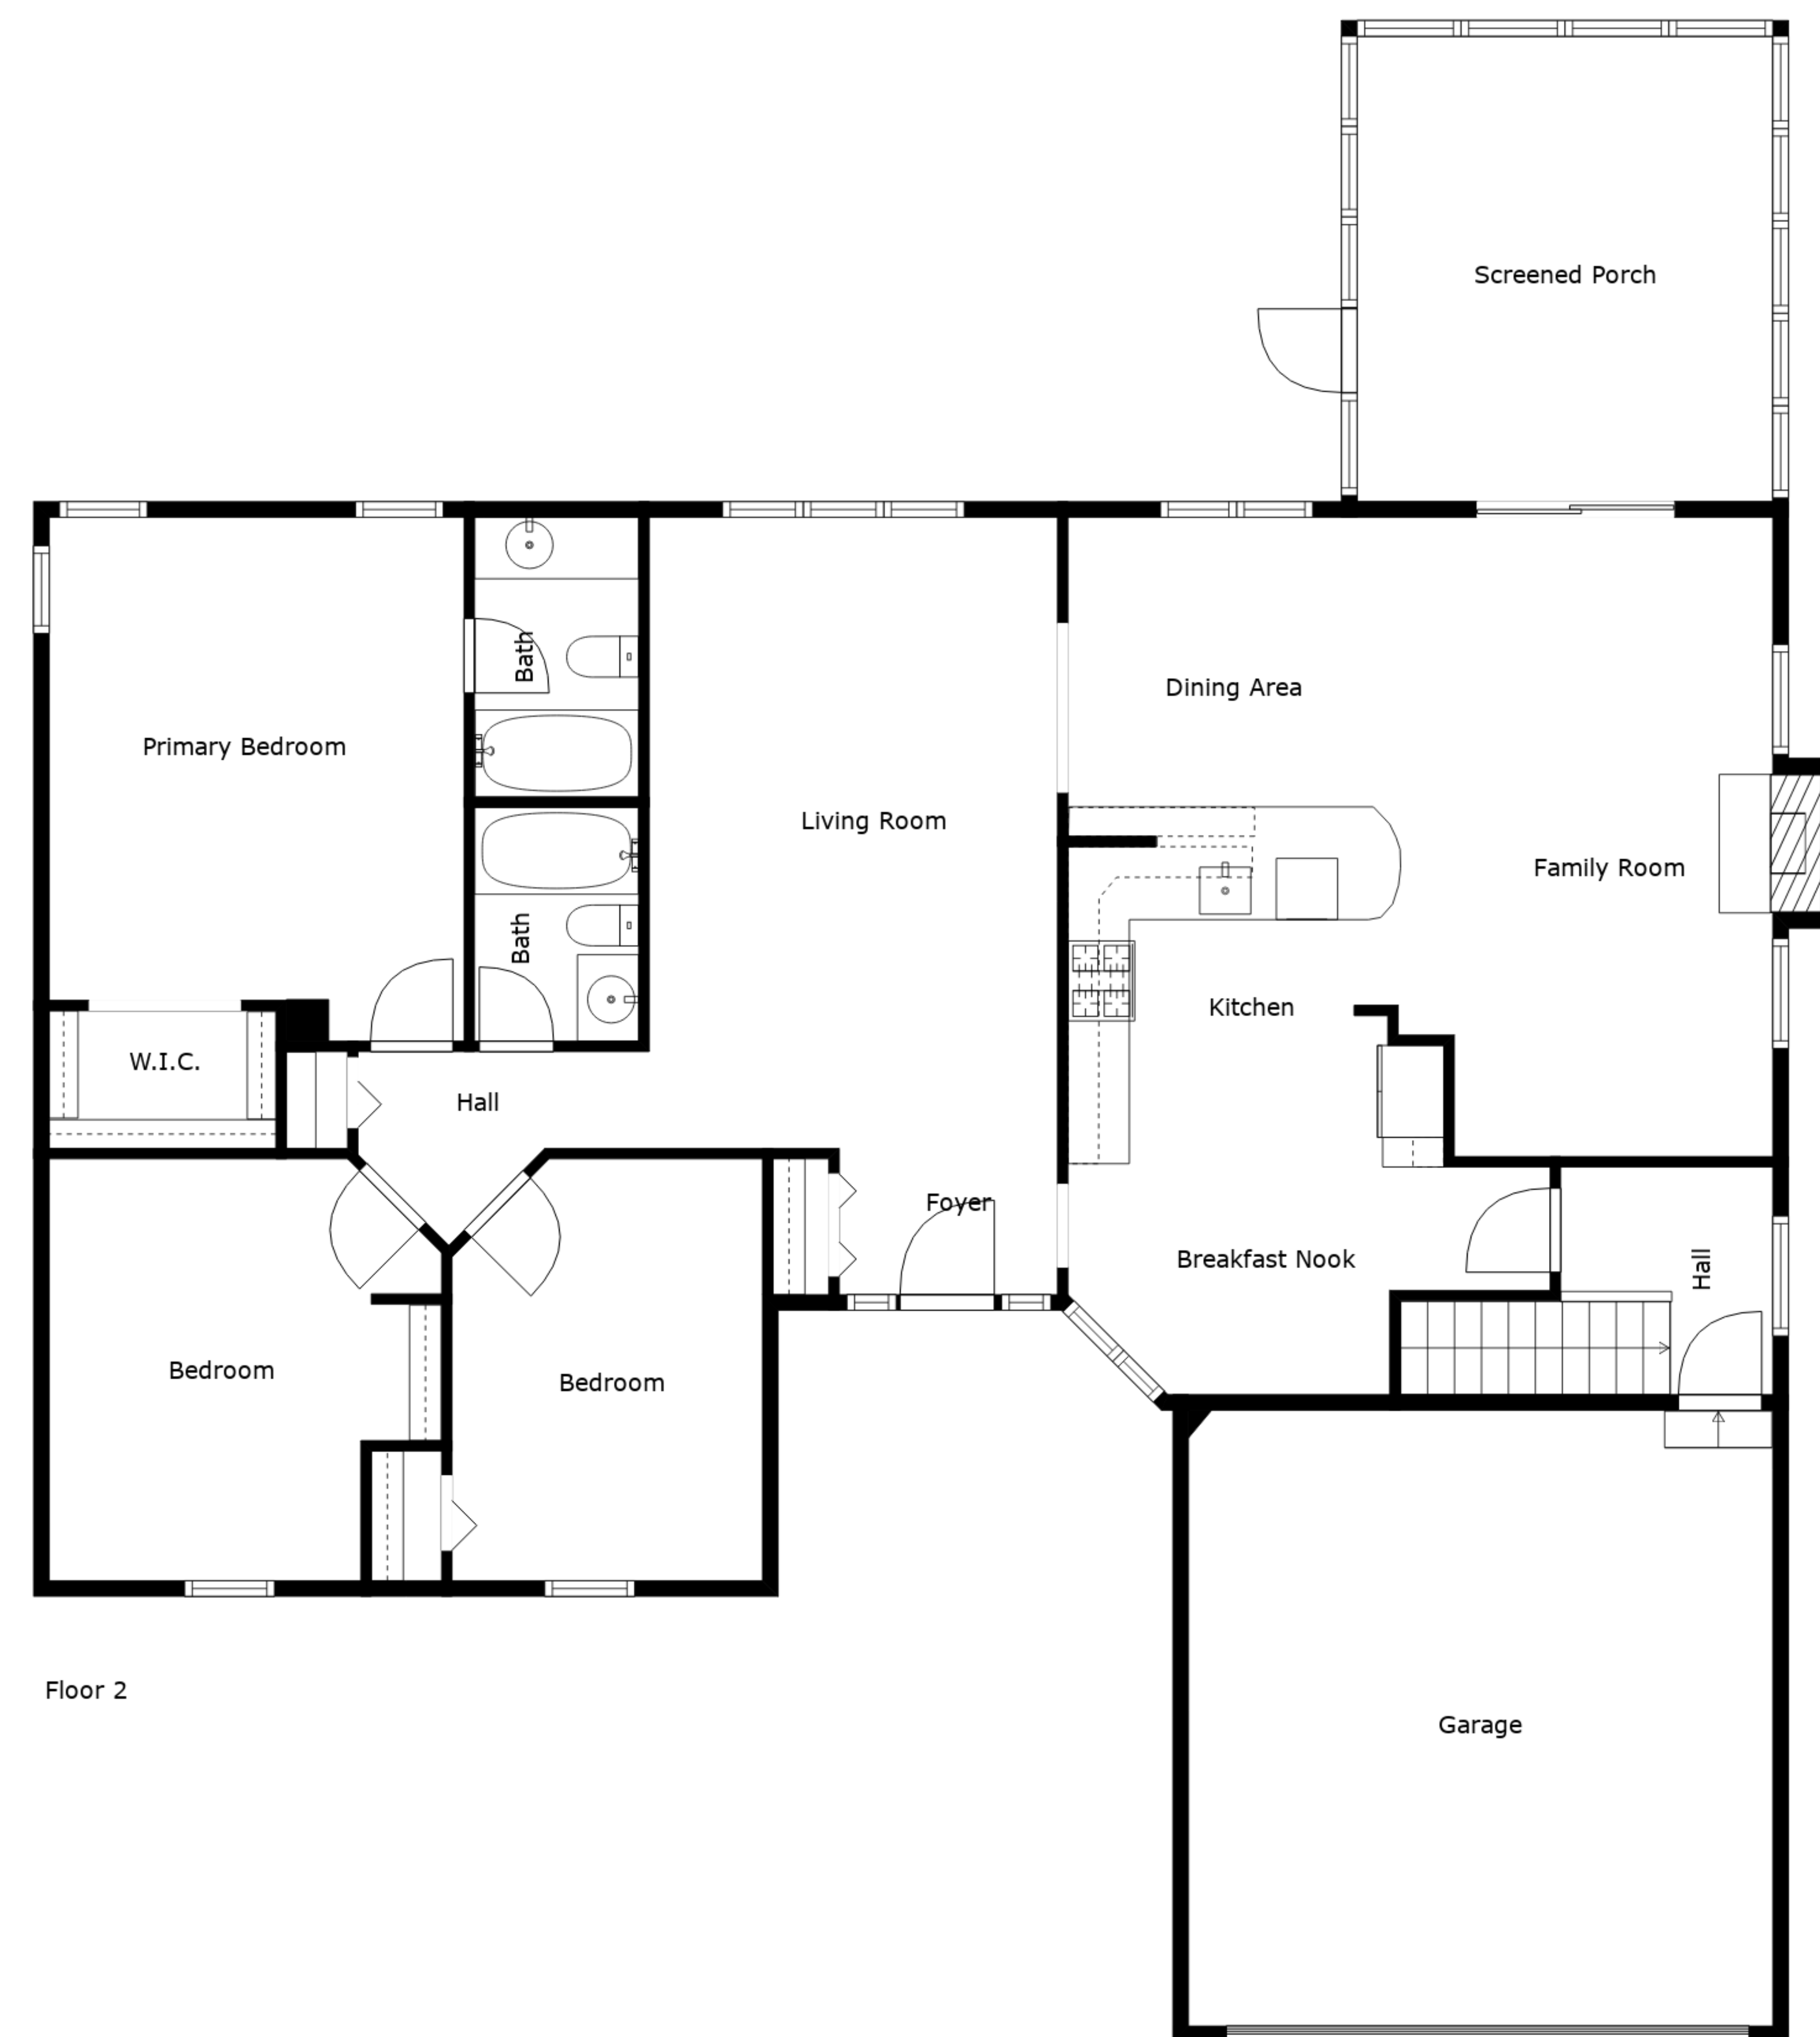 Screened Porch
Bath
Dining Area
Primary Bedroom
Living Room
Family Room
Bath
Kitchen
W.I.C.
Hall
Foyer
Breakfast Nook
Hall
Bedroom
Bedroom
Floor 2
Garage